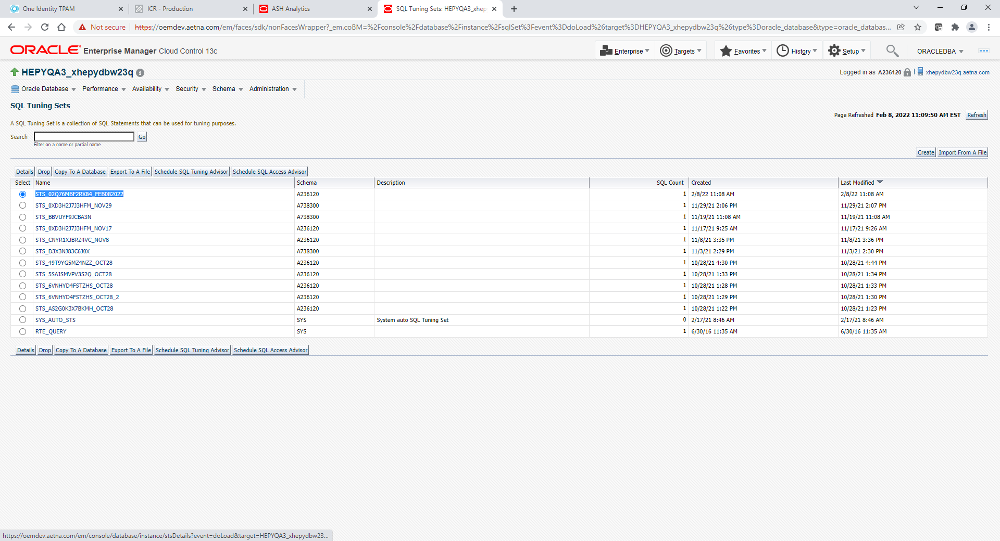 One Identity TPAM
ICR - Production
ASH Analytics
SQL Tuning Sets: HEPYQA3_xhep
Not secure
https://oemdev.aetna.com/em/faces/sdk/nonFacesWrapper?_em.coBM=%2Fconsole%2Fdatabase%2Finstance%2FsqlSet%3Fevent%3DdoLoad%26target%3DHEPYQA3_xhepydbw23q%26type%3Doracle_database&type=oracle_databas...
ORACLE Enterprise Manager Cloud Control 13c
Enterprise Targets Favorites History Setup ORACLEDBA
HEPYQA3_xhepydbw23q
Logged in as A236120 xhepydbw23q.aetna.com
Oracle Database Performance Availability Security Schema Administration
SQL Tuning Sets
Page Refreshed Feb 8, 2022 11:09:50 AM EST Refresh
A SQL Tuning Set is a collection of SQL Statements that can be used for tuning purposes.
Search Go
Filter on a name or partial name
Create Import From A File
Details Drop Copy To A Database Export To A File Schedule SQL Tuning Advisor Schedule SQL Access Advisor
Select Name Schema Description SQL Count Created Last Modified
STS_02Q76MBF2RX84_FEB082022 A236120 1 2/8/22 11:08 AM 2/8/22 11:08 AM
STS_0XD3H2J7J3HFM_NOV29 A738300 1 11/29/21 2:06 PM 11/29/21 2:07 PM
STS_BBVUYF9JCBA3N A738300 1 11/19/21 11:08 AM 11/19/21 11:08 AM
STS_0XD3H2J7J3HFM_NOV17 A236120 1 11/17/21 9:25 AM 11/17/21 9:26 AM
STS_CNYR1XJBRZ4VC_NOV8 A236120 1 11/8/21 3:35 PM 11/8/21 3:36 PM
STS_D3X3NJ83C6J0X A738300 1 11/3/21 2:29 PM 11/3/21 2:30 PM
STS_49T9YG5MZ4NZZ_OCT28 A236120 1 10/28/21 4:30 PM 10/28/21 4:44 PM
STS_5SAJSMVPV3S2Q_OCT28 A236120 1 10/28/21 1:33 PM 10/28/21 1:34 PM
STS_6VNHYD4FSTZHS_OCT28 A236120 1 10/28/21 1:28 PM 10/28/21 1:33 PM
STS_6VNHYD4FSTZHS_OCT28_2 A236120 1 10/28/21 1:29 PM 10/28/21 1:30 PM
STS_AS2G0K3X7BKMH_OCT28 A236120 1 10/28/21 1:22 PM 10/28/21 1:23 PM
SYS_AUTO_STS SYS System auto SQL Tuning Set 0 2/17/21 8:46 AM 2/17/21 8:46 AM
RTE_QUERY SYS 1 6/30/16 11:35 AM 6/30/16 11:35 AM
Details Drop Copy To A Database Export To A File Schedule SQL Tuning Advisor Schedule SQL Access Advisor
https://oemdev.aetna.com/em/console/database/instance/stsDetails?event=doLoad&target=HEPYQA3_xhepydbw23...